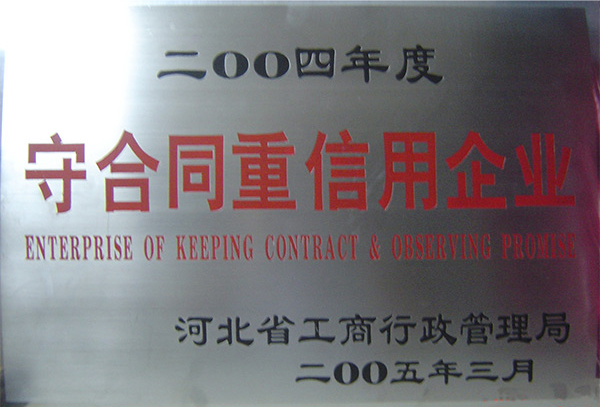 二OO四年度
守合同重信用企业
ENTERPRISE OF KEEPING CONTRACT & OBSERVING PROMISE
河北省工商行政管理局
二OO五年三月